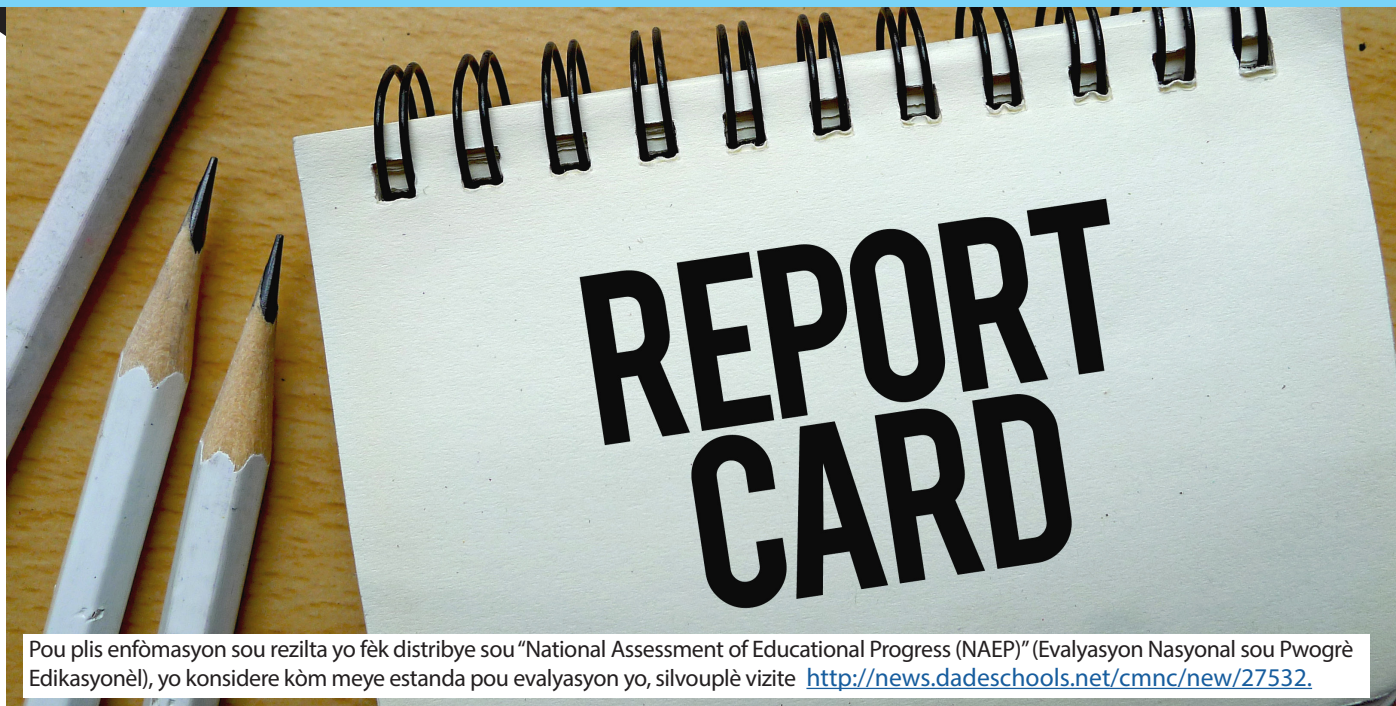 REPORT
CARD
Pou plis enfòmasyon sou rezilta yo fèk distribye sou “National Assessment of Educational Progress (NAEP)” (Evalyasyon Nasyonal sou Pwogrè
Edikasyonèl), yo konsidere kòm meye estanda pou evalyasyon yo, silvouplè vizite http://news.dadeschools.net/cmnc/new/27532.